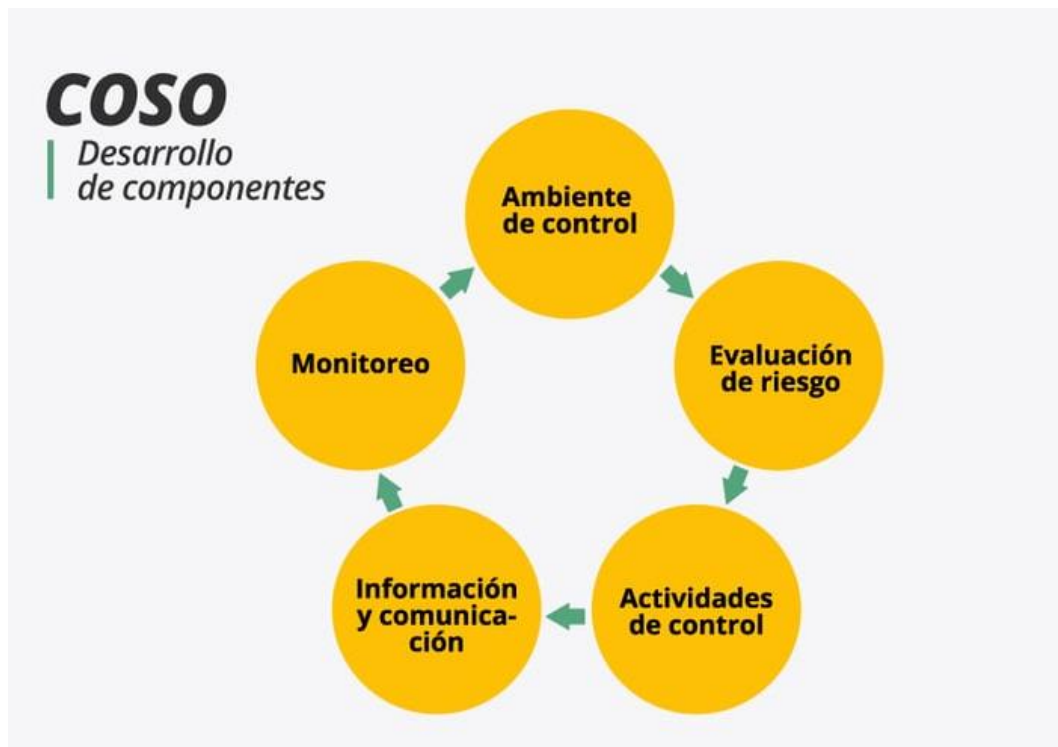 COSO
Desarrollo
de componentes
Ambiente
de control
Evaluación
de riesgo
Actividades
de control
Información
y comunica-
ción
Monitoreo